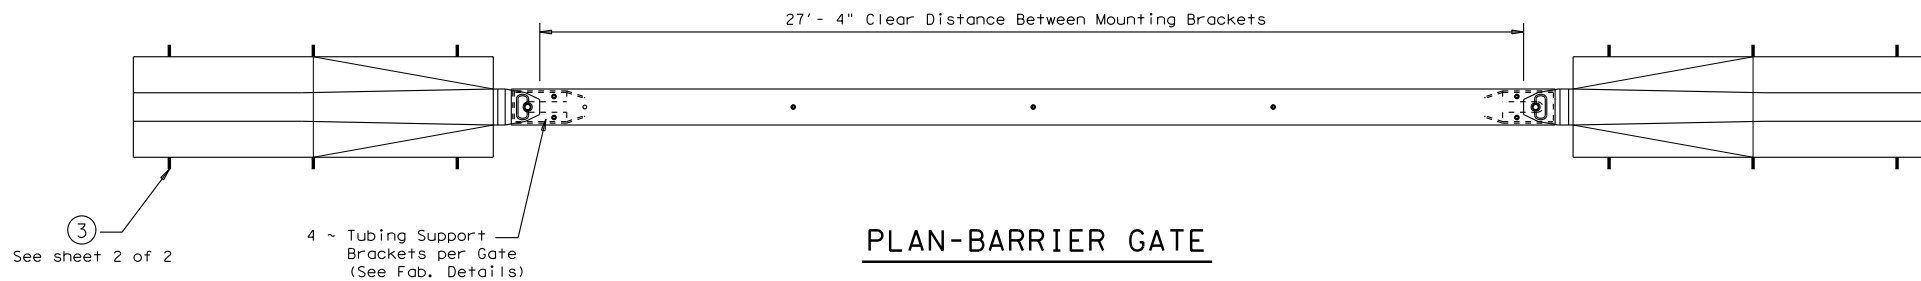 27'- 4" Clear Distance Between Mounting Brackets
3
See sheet 2 of 2
4 ~ Tubing Support
Brackets per Gate
(See Fab. Details)
PLAN-BARRIER GATE